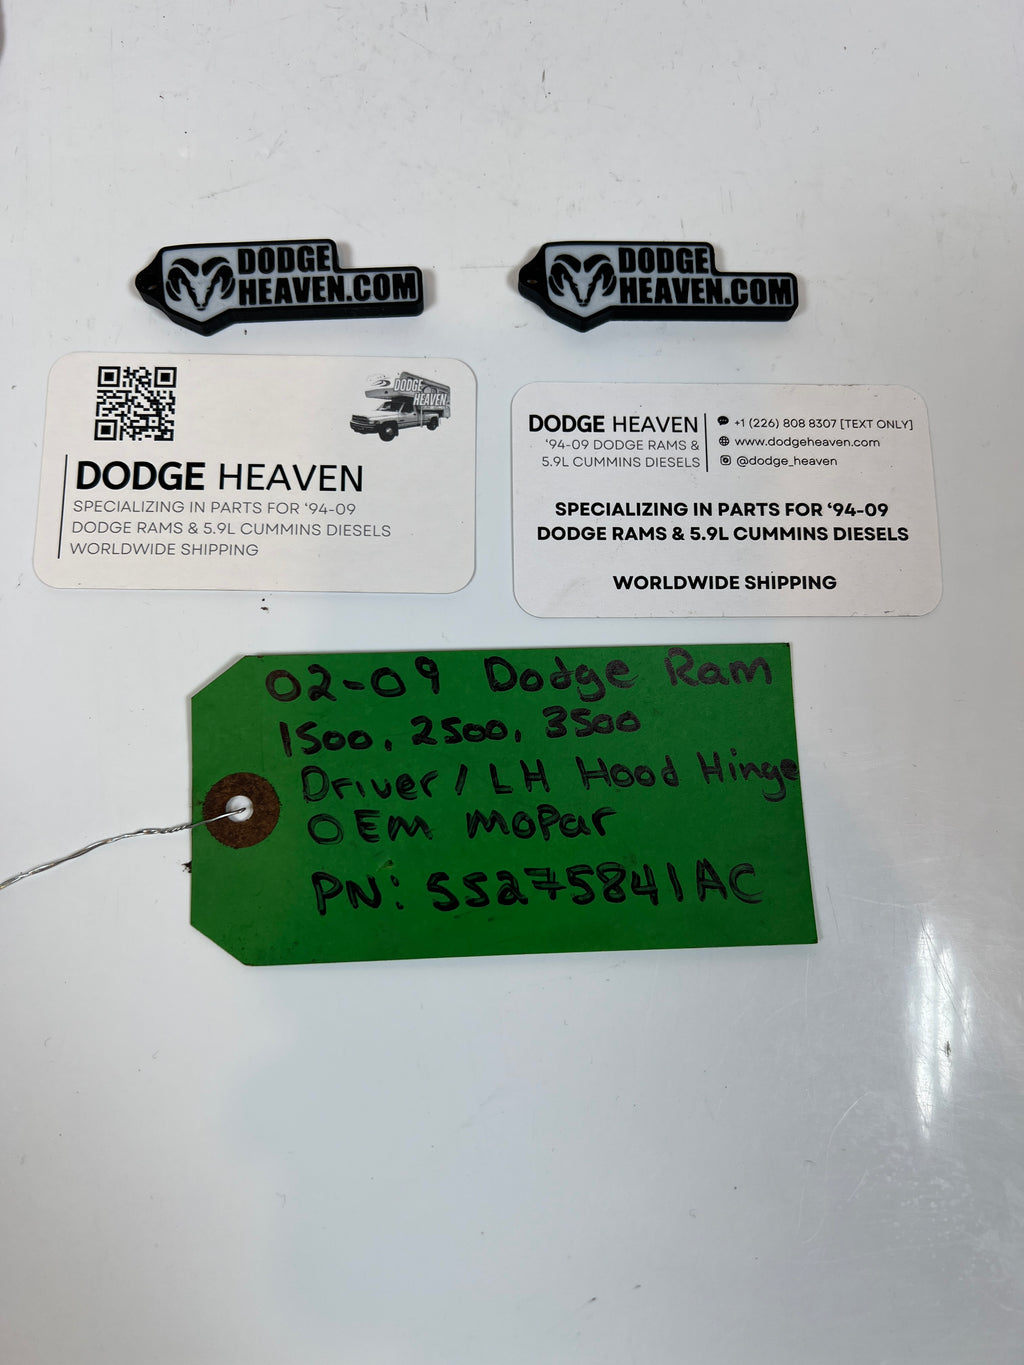 DODGE
HEAVEN.COM
DODGE
HEAVEN.COM
DODGE
HEAVEN
DODGE HEAVEN
SPECIALIZING IN PARTS FOR ‘94-09
DODGE RAMS & 5.9L CUMMINS DIESELS
WORLDWIDE SHIPPING
DODGE HEAVEN
‘94-09 DODGE RAMS &
5.9L CUMMINS DIESELS
+1 (226) 808 8307 [TEXT ONLY]
www.dodgeheaven.com
@dodge_heaven
SPECIALIZING IN PARTS FOR ‘94-09
DODGE RAMS & 5.9L CUMMINS DIESELS
WORLDWIDE SHIPPING
02-09 Dodge Ram
1500, 2500, 3500
Driver / LH Hood Hinge
OEM Mopar
PN: 55275841AC